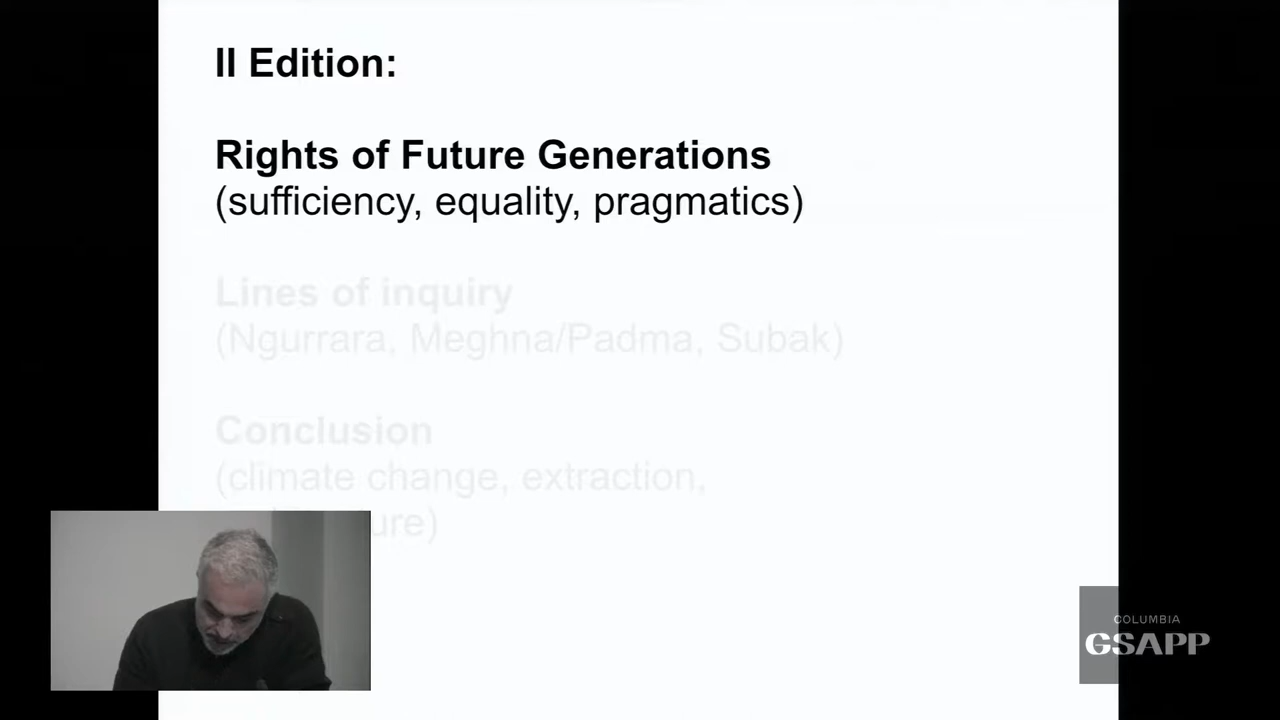 II Edition:
Rights of Future Generations
(sufficiency, equality, pragmatics)
Lines of inquiry
(Ngurrara, Meghna/Padma, Subak)
Conclusion
(climate change, extraction,
COLUMBIA
GSAPP